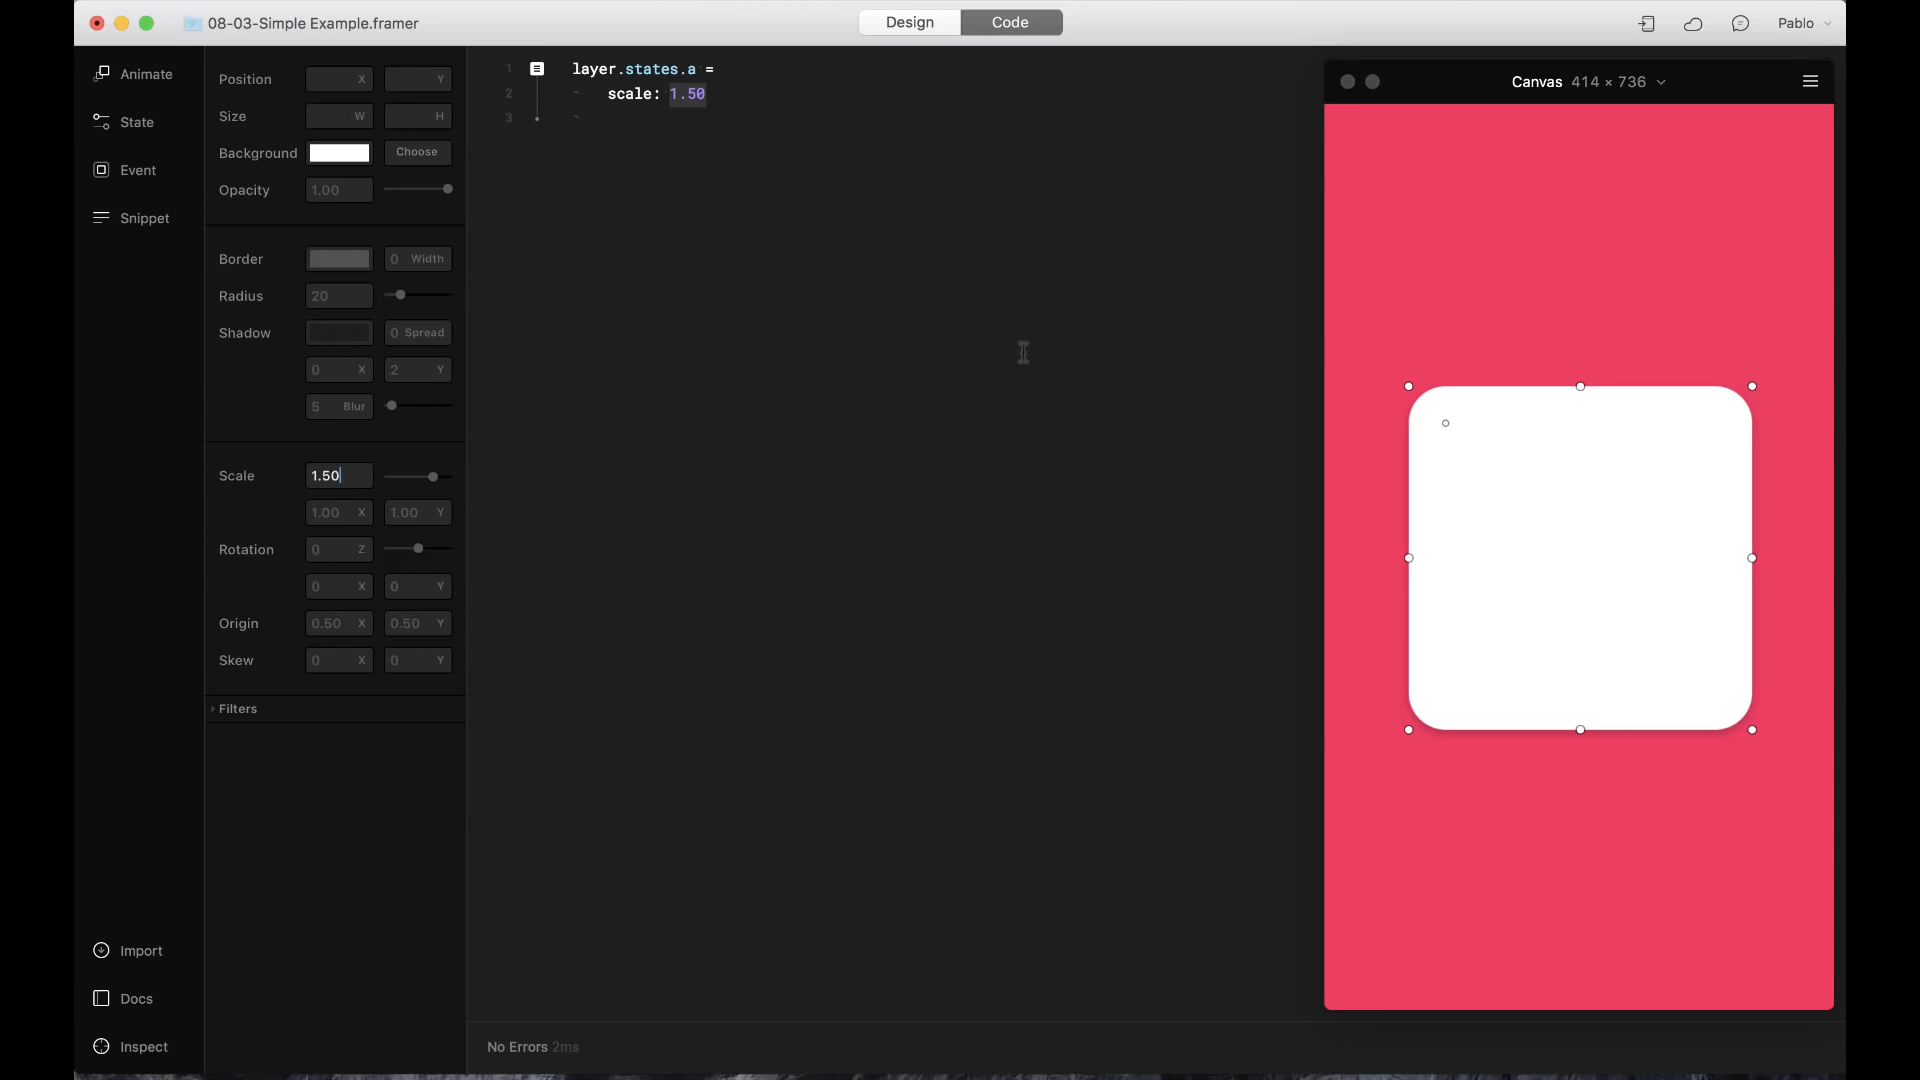 08-03-Simple Example.framer
Design
Code
Pablo
Animate
State
Event
Snippet
Import
Docs
Inspect
Position X Y
Size W H
Background Choose
Opacity 1.00
Border 0 Width
Radius 20
Shadow 0 Spread
0 X 2 Y
5 Blur
Scale 1.50
1.00 X 1.00 Y
Rotation 0 Z
0 X 0 Y
Origin 0.50 X 0.50 Y
Skew 0 X 0 Y
Filters
1 layer.states.a =
2 ¬ scale: 1.50
3 ¬
No Errors 2ms
Canvas 414 × 736